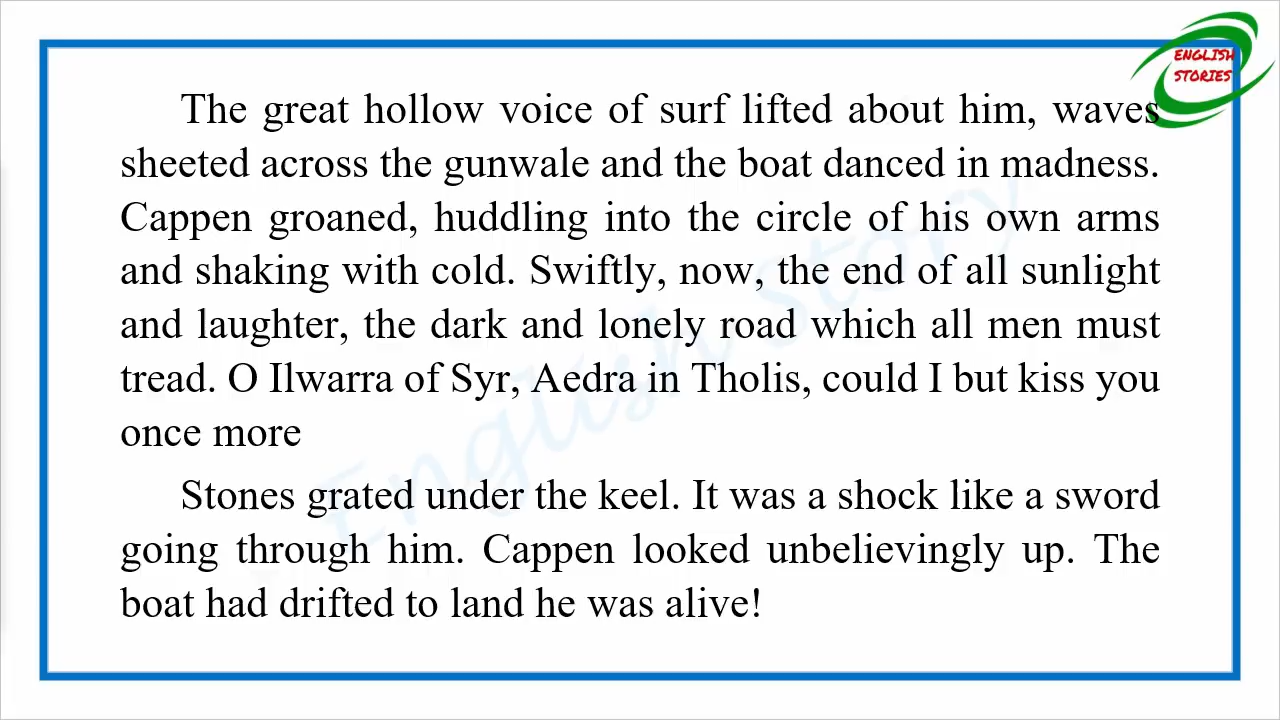 ENGLISH
STORIES
The great hollow voice of surf lifted about him, waves
sheeted across the gunwale and the boat danced in madness.
Cappen groaned, huddling into the circle of his own arms
and shaking with cold. Swiftly, now, the end of all sunlight
and laughter, the dark and lonely road which all men must
tread. O Ilwarra of Syr, Aedra in Tholis, could I but kiss you
once more
Stones grated under the keel. It was a shock like a sword
going through him. Cappen looked unbelievingly up. The
boat had drifted to land he was alive!
English Story